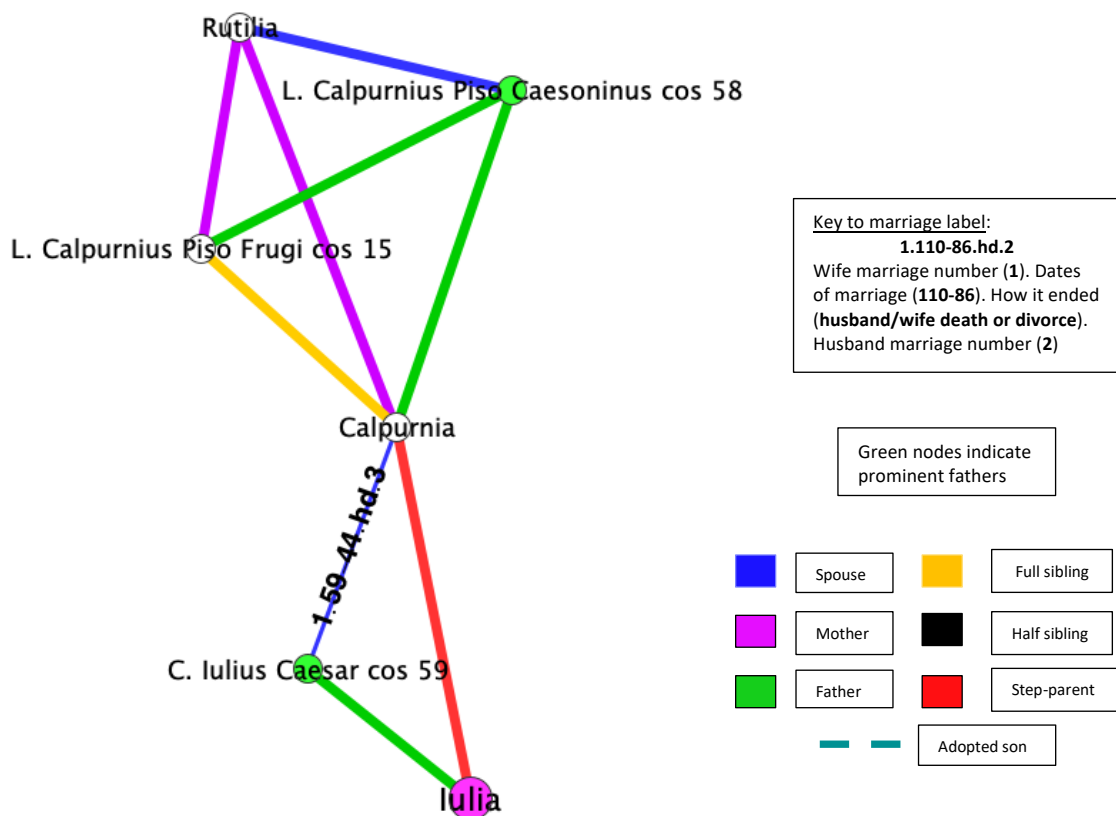 Rutilia
L. Calpurnius Piso Caesoninus cos 58
L. Calpurnius Piso Frugi cos 15
Calpurnia
1.59 44.hd.3
C. Iulius Caesar cos 59
Iulia
Key to marriage label:
1.110-86.hd.2
Wife marriage number (1). Dates
of marriage (110-86). How it ended
(husband/wife death or divorce).
Husband marriage number (2)
Green nodes indicate
prominent fathers
Spouse
Full sibling
Mother
Half sibling
Father
Step-parent
Adopted son